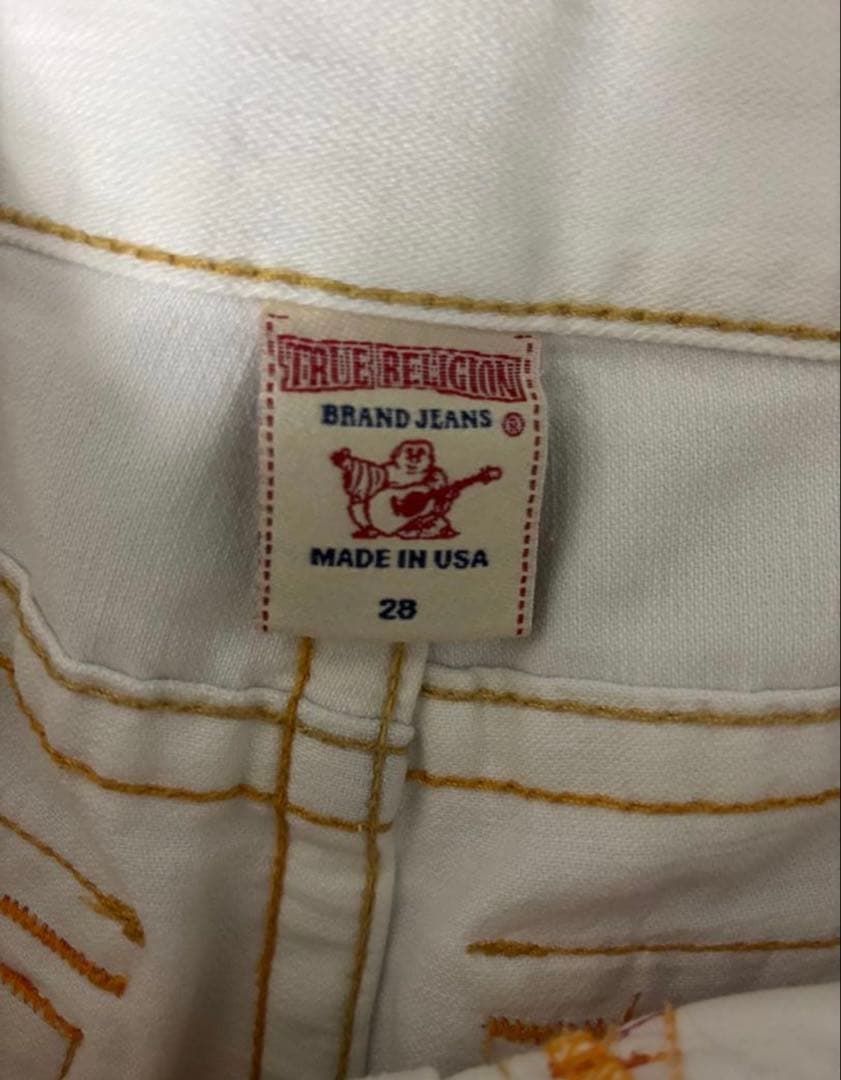 TRUE RELIGION
BRAND JEANS ®
MADE IN USA
28